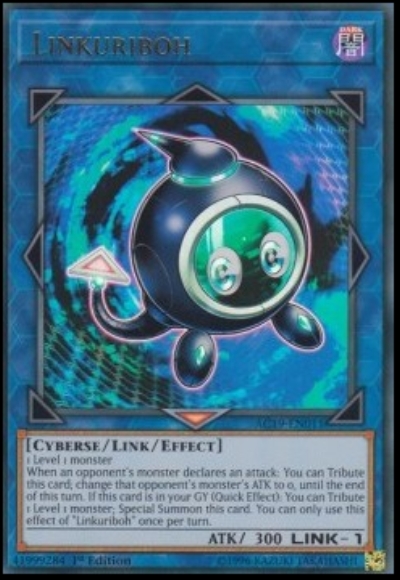 LINKURIBOH
DARK
闇
[CYBERSE/LINK/EFFECT]
1 Level 1 monster
When an opponent's monster declares an attack: You can Tribute
this card; change that opponent's monster's ATK to 0, until the end
of this turn. If this card is in your GY (Quick Effect): You can Tribute
1 Level 1 monster; Special Summon this card. You can only use this
effect of "Linkuriboh" once per turn.
ATK/ 300 LINK-1
41999284 1st Edition ©1996 KAZUKI TAKAHASHI